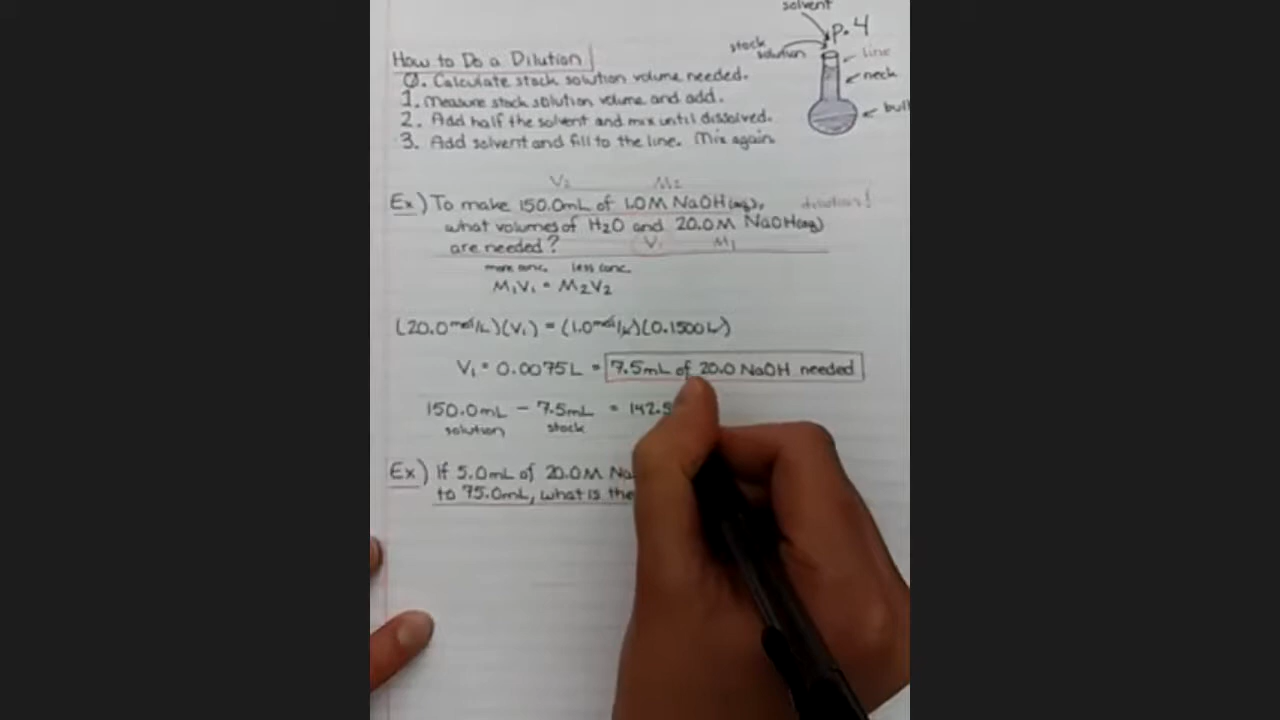 solvent
p.4
stock
solution
line
neck
How to Do a Dilution
0. Calculate stock solution volume needed.
1. Measure stock solution volume and add.
2. Add half the solvent and mix until dissolved.
3. Add solvent and fill to the line. Mix again.
V₂ M₂
Ex) To make 150.0mL of 1.0M NaOH(aq), dilution!
what volumes of H₂O and 20.0M NaOH(aq)
are needed? V₁ M₁
more conc. less conc.
M₁V₁ = M₂V₂
(20.0 mol/L)(V₁) = (1.0 mol/L)(0.1500L)
V₁ = 0.0075L = 7.5mL of 20.0 NaOH needed
150.0mL - 7.5mL = 142.5
solution stock
Ex) If 5.0mL of 20.0M Na
to 75.0mL, what is the